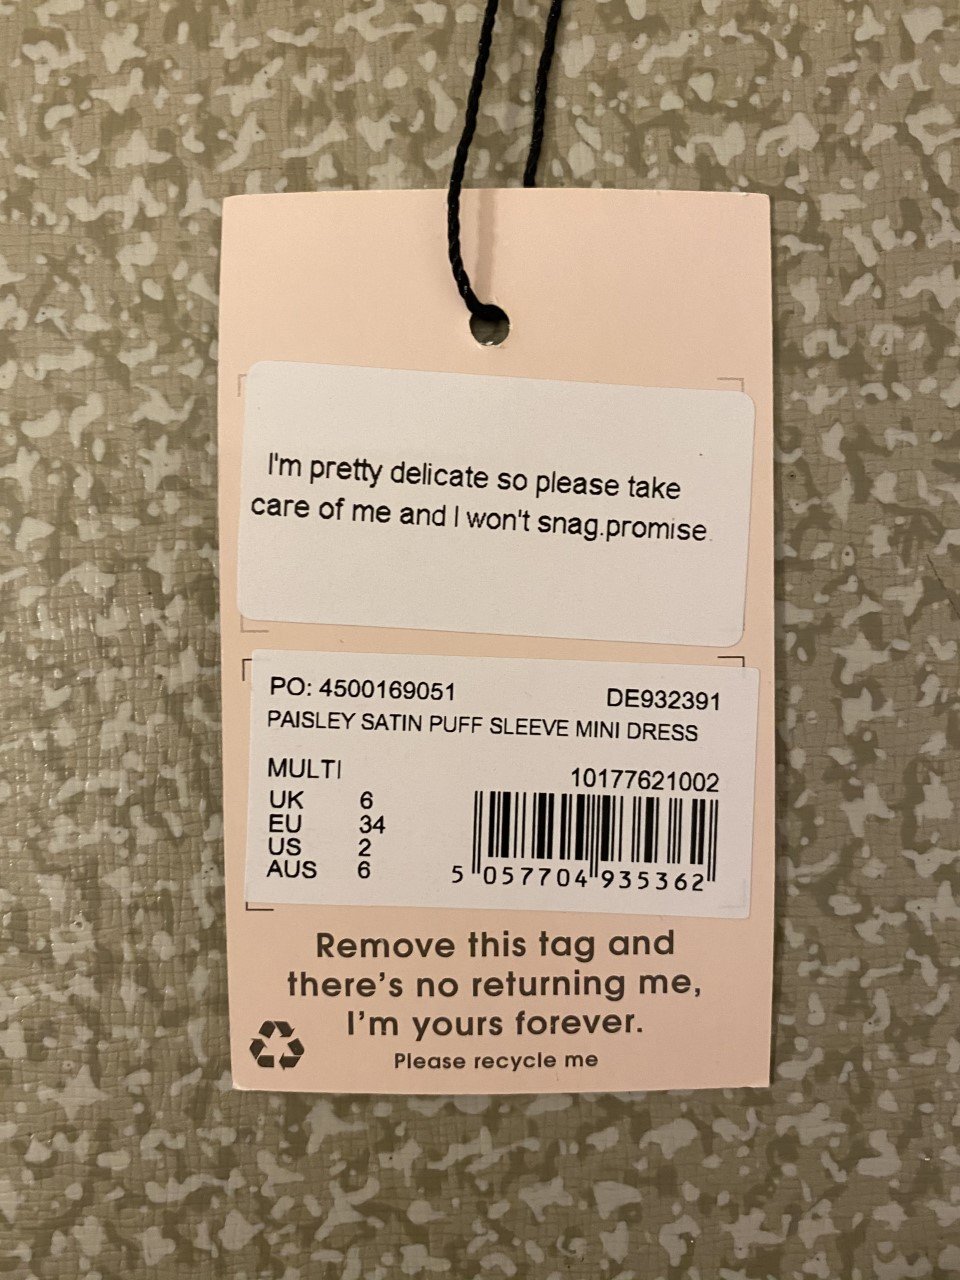 I'm pretty delicate so please take
care of me and I won't snag.promise.
PO: 4500169051 DE932391
PAISLEY SATIN PUFF SLEEVE MINI DRESS
MULTI 10177621002
UK 6
EU 34
US 2
AUS 6
5 057704 935362
Remove this tag and
there's no returning me,
I'm yours forever.
Please recycle me